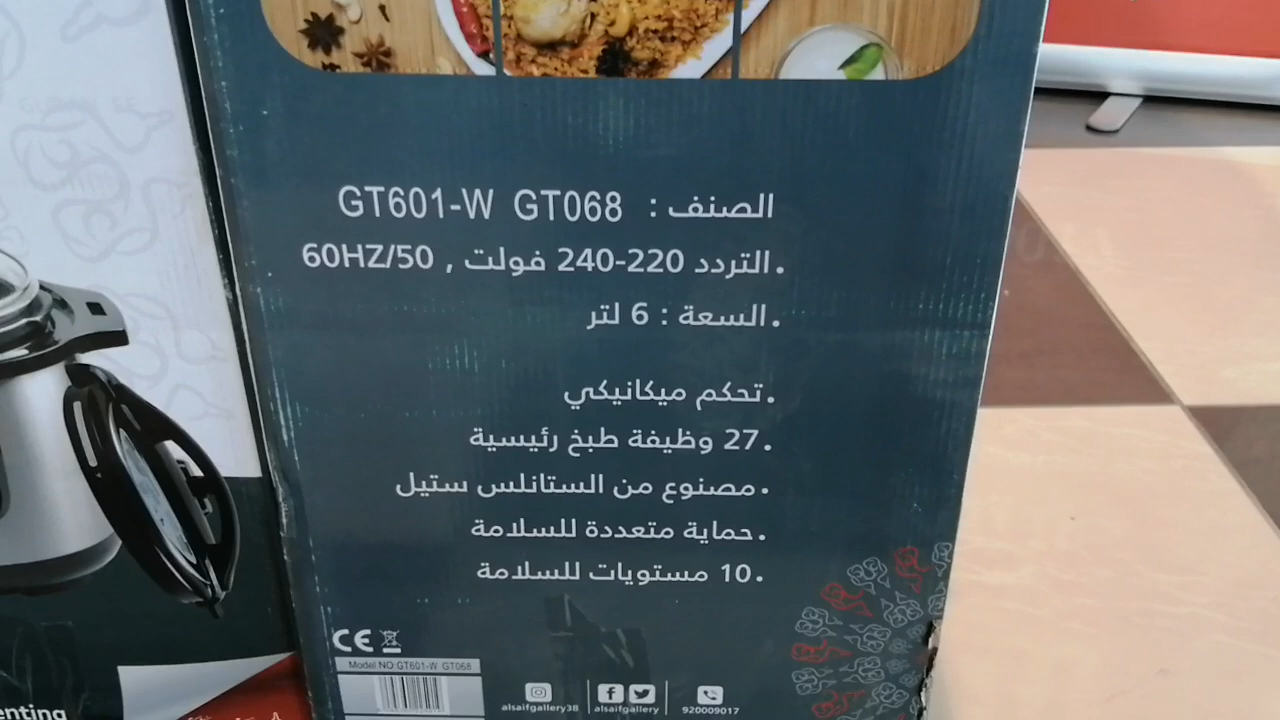 الصنف : GT601-W GT068
.التردد 220-240 فولت , 60HZ/50
.السعة : 6 لتر
.تحكم ميكانيكي
.27 وظيفة طبخ رئيسية
.مصنوع من الستانلس ستيل
.حماية متعددة للسلامة
.10 مستويات للسلامة
CE
Model NO:GT601-W GT068
alsaifgallery38
alsaifgallery
920009017
enting